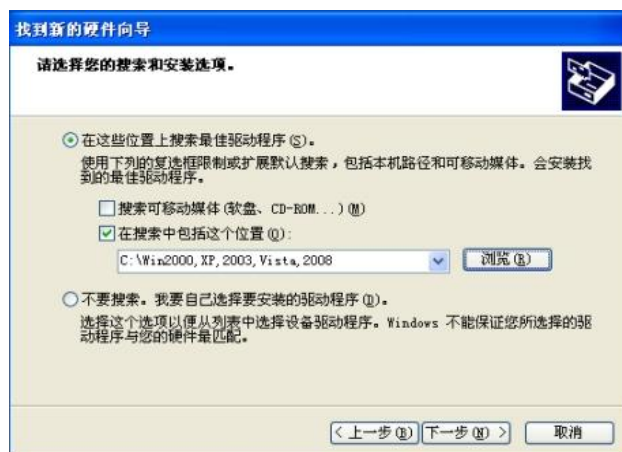 找到新的硬件向导
请选择您的搜索和安装选项。
在这些位置上搜索最佳驱动程序(S)。
使用下列的复选框限制或扩展默认搜索，包括本机路径和可移动媒体。会安装找
到的最佳驱动程序。
搜索可移动媒体(软盘、CD-ROM...)(M)
在搜索中包括这个位置(O):
C:\Win2000,XP,2003,Vista,2008
浏览(R)
不要搜索。我要自己选择要安装的驱动程序(D)。
选择这个选项以便从列表中选择设备驱动程序。Windows 不能保证您所选择的驱
动程序与您的硬件最匹配。
< 上一步(B)
下一步(N) >
取消